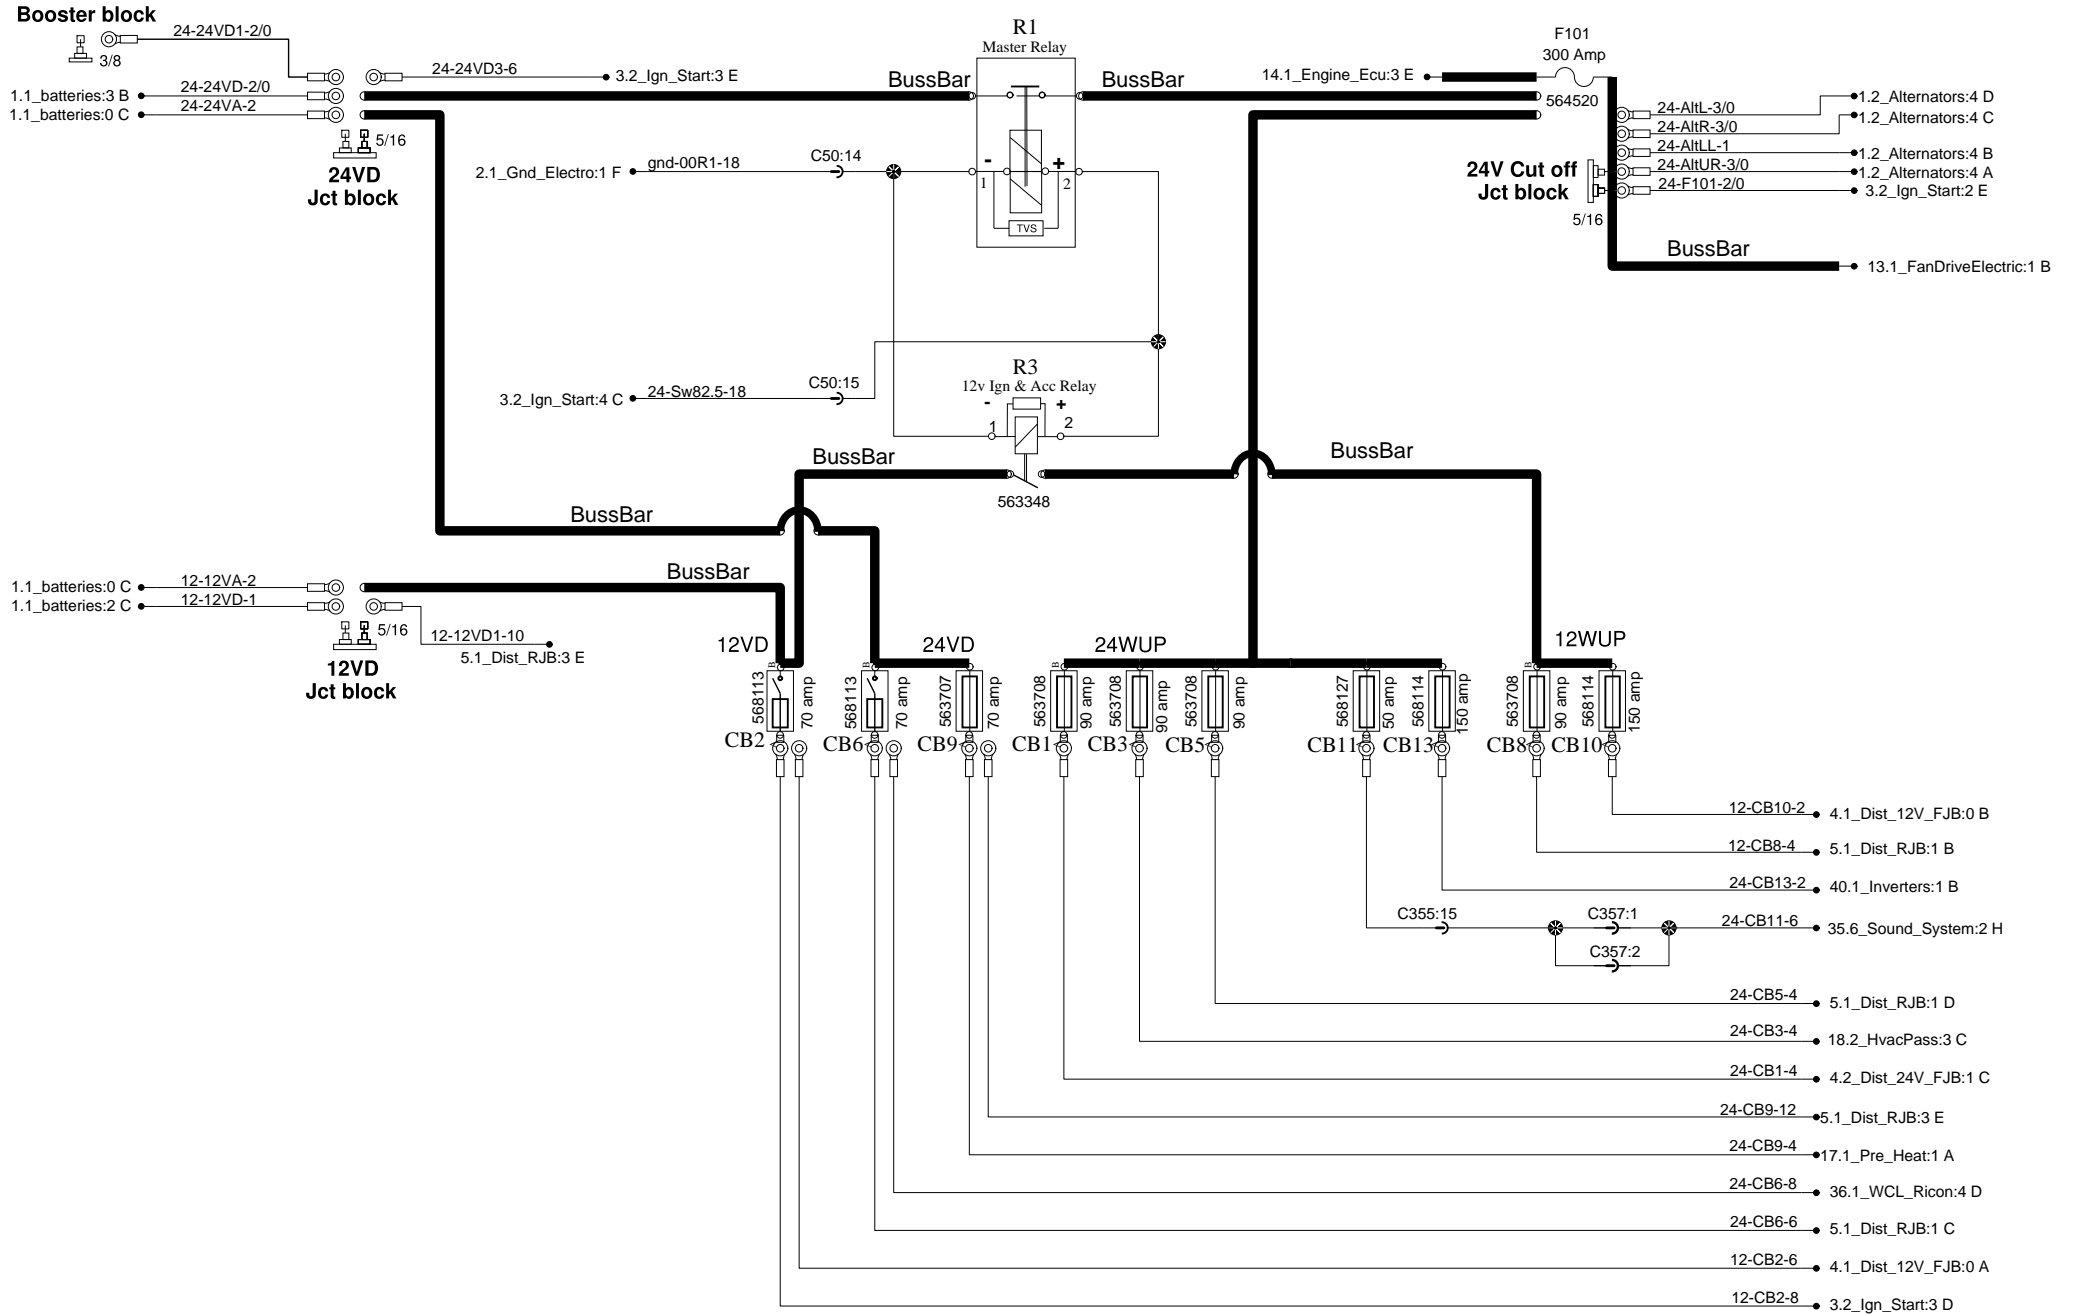 Booster block
24-24VD1-2/0
3/8
24-24VD3-6
3.2_Ign_Start:3 E
1.1_batteries:3 B
24-24VD-2/0
1.1_batteries:0 C
24-24VA-2
5/16
24VD
Jct block
R1
Master Relay
BussBar
BussBar
2.1_Gnd_Electro:1 F
gnd-00R1-18
C50:14
-
+
1
2
TVS
14.1_Engine_Ecu:3 E
F101
300 Amp
564520
24-AltL-3/0
1.2_Alternators:4 D
24-AltR-3/0
1.2_Alternators:4 C
24-AltLL-1
1.2_Alternators:4 B
24-AltUR-3/0
1.2_Alternators:4 A
24-F101-2/0
3.2_Ign_Start:2 E
24V Cut off
Jct block
5/16
BussBar
13.1_FanDriveElectric:1 B
3.2_Ign_Start:4 C
24-Sw82.5-18
C50:15
R3
12v Ign & Acc Relay
-
+
1
2
BussBar
563348
BussBar
BussBar
BussBar
1.1_batteries:0 C
12-12VA-2
1.1_batteries:2 C
12-12VD-1
5/16
12-12VD1-10
5.1_Dist_RJB:3 E
12VD
Jct block
12VD
24VD
24WUP
12WUP
B
568113
70 amp
CB2
B
568113
70 amp
CB6
563707
70 amp
CB9
B
563708
90 amp
CB1
563708
90 amp
CB3
563708
90 amp
CB5
568127
50 amp
CB11
568114
150 amp
CB13
B
563708
90 amp
CB8
568114
150 amp
CB10
12-CB10-2
4.1_Dist_12V_FJB:0 B
12-CB8-4
5.1_Dist_RJB:1 B
24-CB13-2
40.1_Inverters:1 B
C355:15
C357:1
24-CB11-6
35.6_Sound_System:2 H
C357:2
24-CB5-4
5.1_Dist_RJB:1 D
24-CB3-4
18.2_HvacPass:3 C
24-CB1-4
4.2_Dist_24V_FJB:1 C
24-CB9-12
5.1_Dist_RJB:3 E
24-CB9-4
17.1_Pre_Heat:1 A
24-CB6-8
36.1_WCL_Ricon:4 D
24-CB6-6
5.1_Dist_RJB:1 C
12-CB2-6
4.1_Dist_12V_FJB:0 A
12-CB2-8
3.2_Ign_Start:3 D